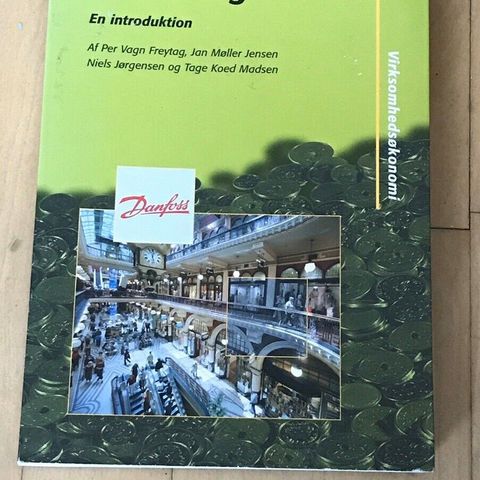 En introduktion
Af Per Vagn Freytag, Jan Møller Jensen
Niels Jørgensen og Tage Koed Madsen
Virksomhedsøkonomi
Danfoss